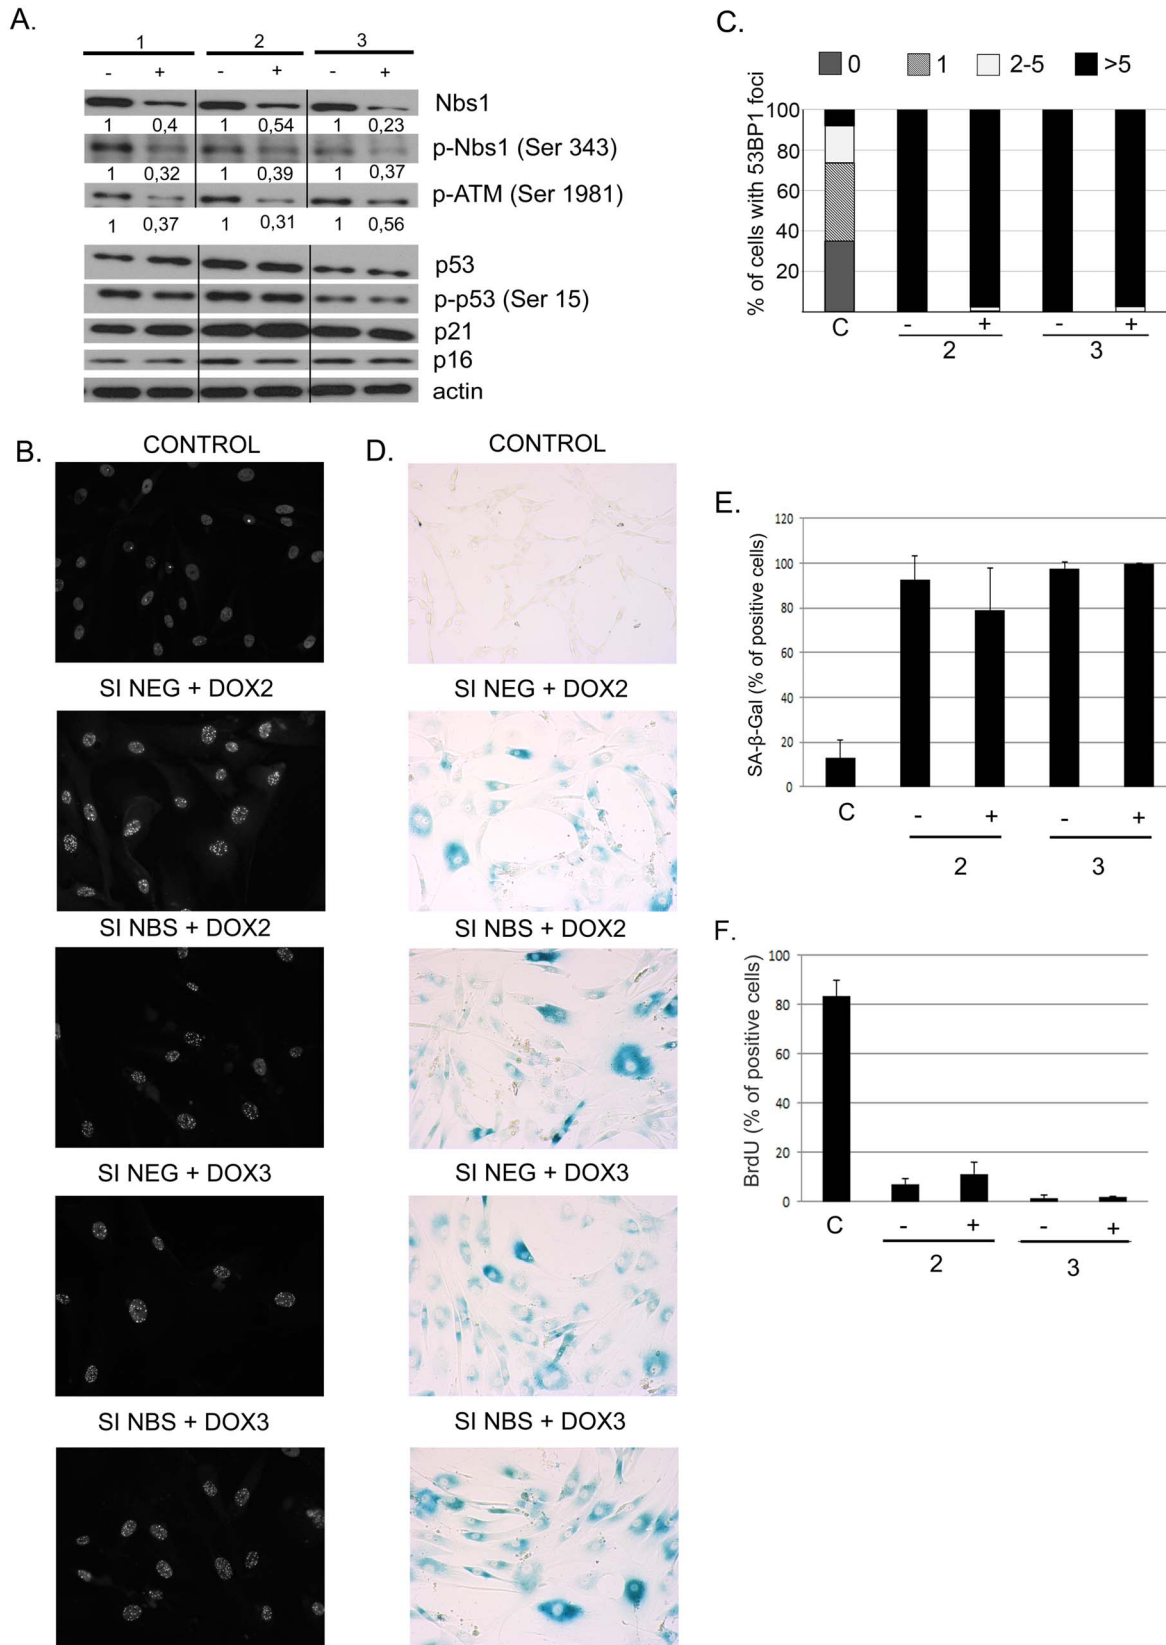 A.
1 2 3
- + - + - +
Nbs1
1 0,4 1 0,54 1 0,23
p-Nbs1 (Ser 343)
1 0,32 1 0,39 1 0,37
p-ATM (Ser 1981)
1 0,37 1 0,31 1 0,56
p53
p-p53 (Ser 15)
p21
p16
actin
B.
CONTROL
SI NEG + DOX2
SI NBS + DOX2
SI NEG + DOX3
SI NBS + DOX3
C.
0 1 2-5 >5
% of cells with 53BP1 foci
100
80
60
40
20
C - + - +
2 3
D.
CONTROL
SI NEG + DOX2
SI NBS + DOX2
SI NEG + DOX3
SI NBS + DOX3
E.
SA-β-Gal (% of positive cells)
120
100
80
60
40
20
0
C - + - +
2 3
F.
BrdU (% of positive cells)
100
80
60
40
20
0
C - + - +
2 3